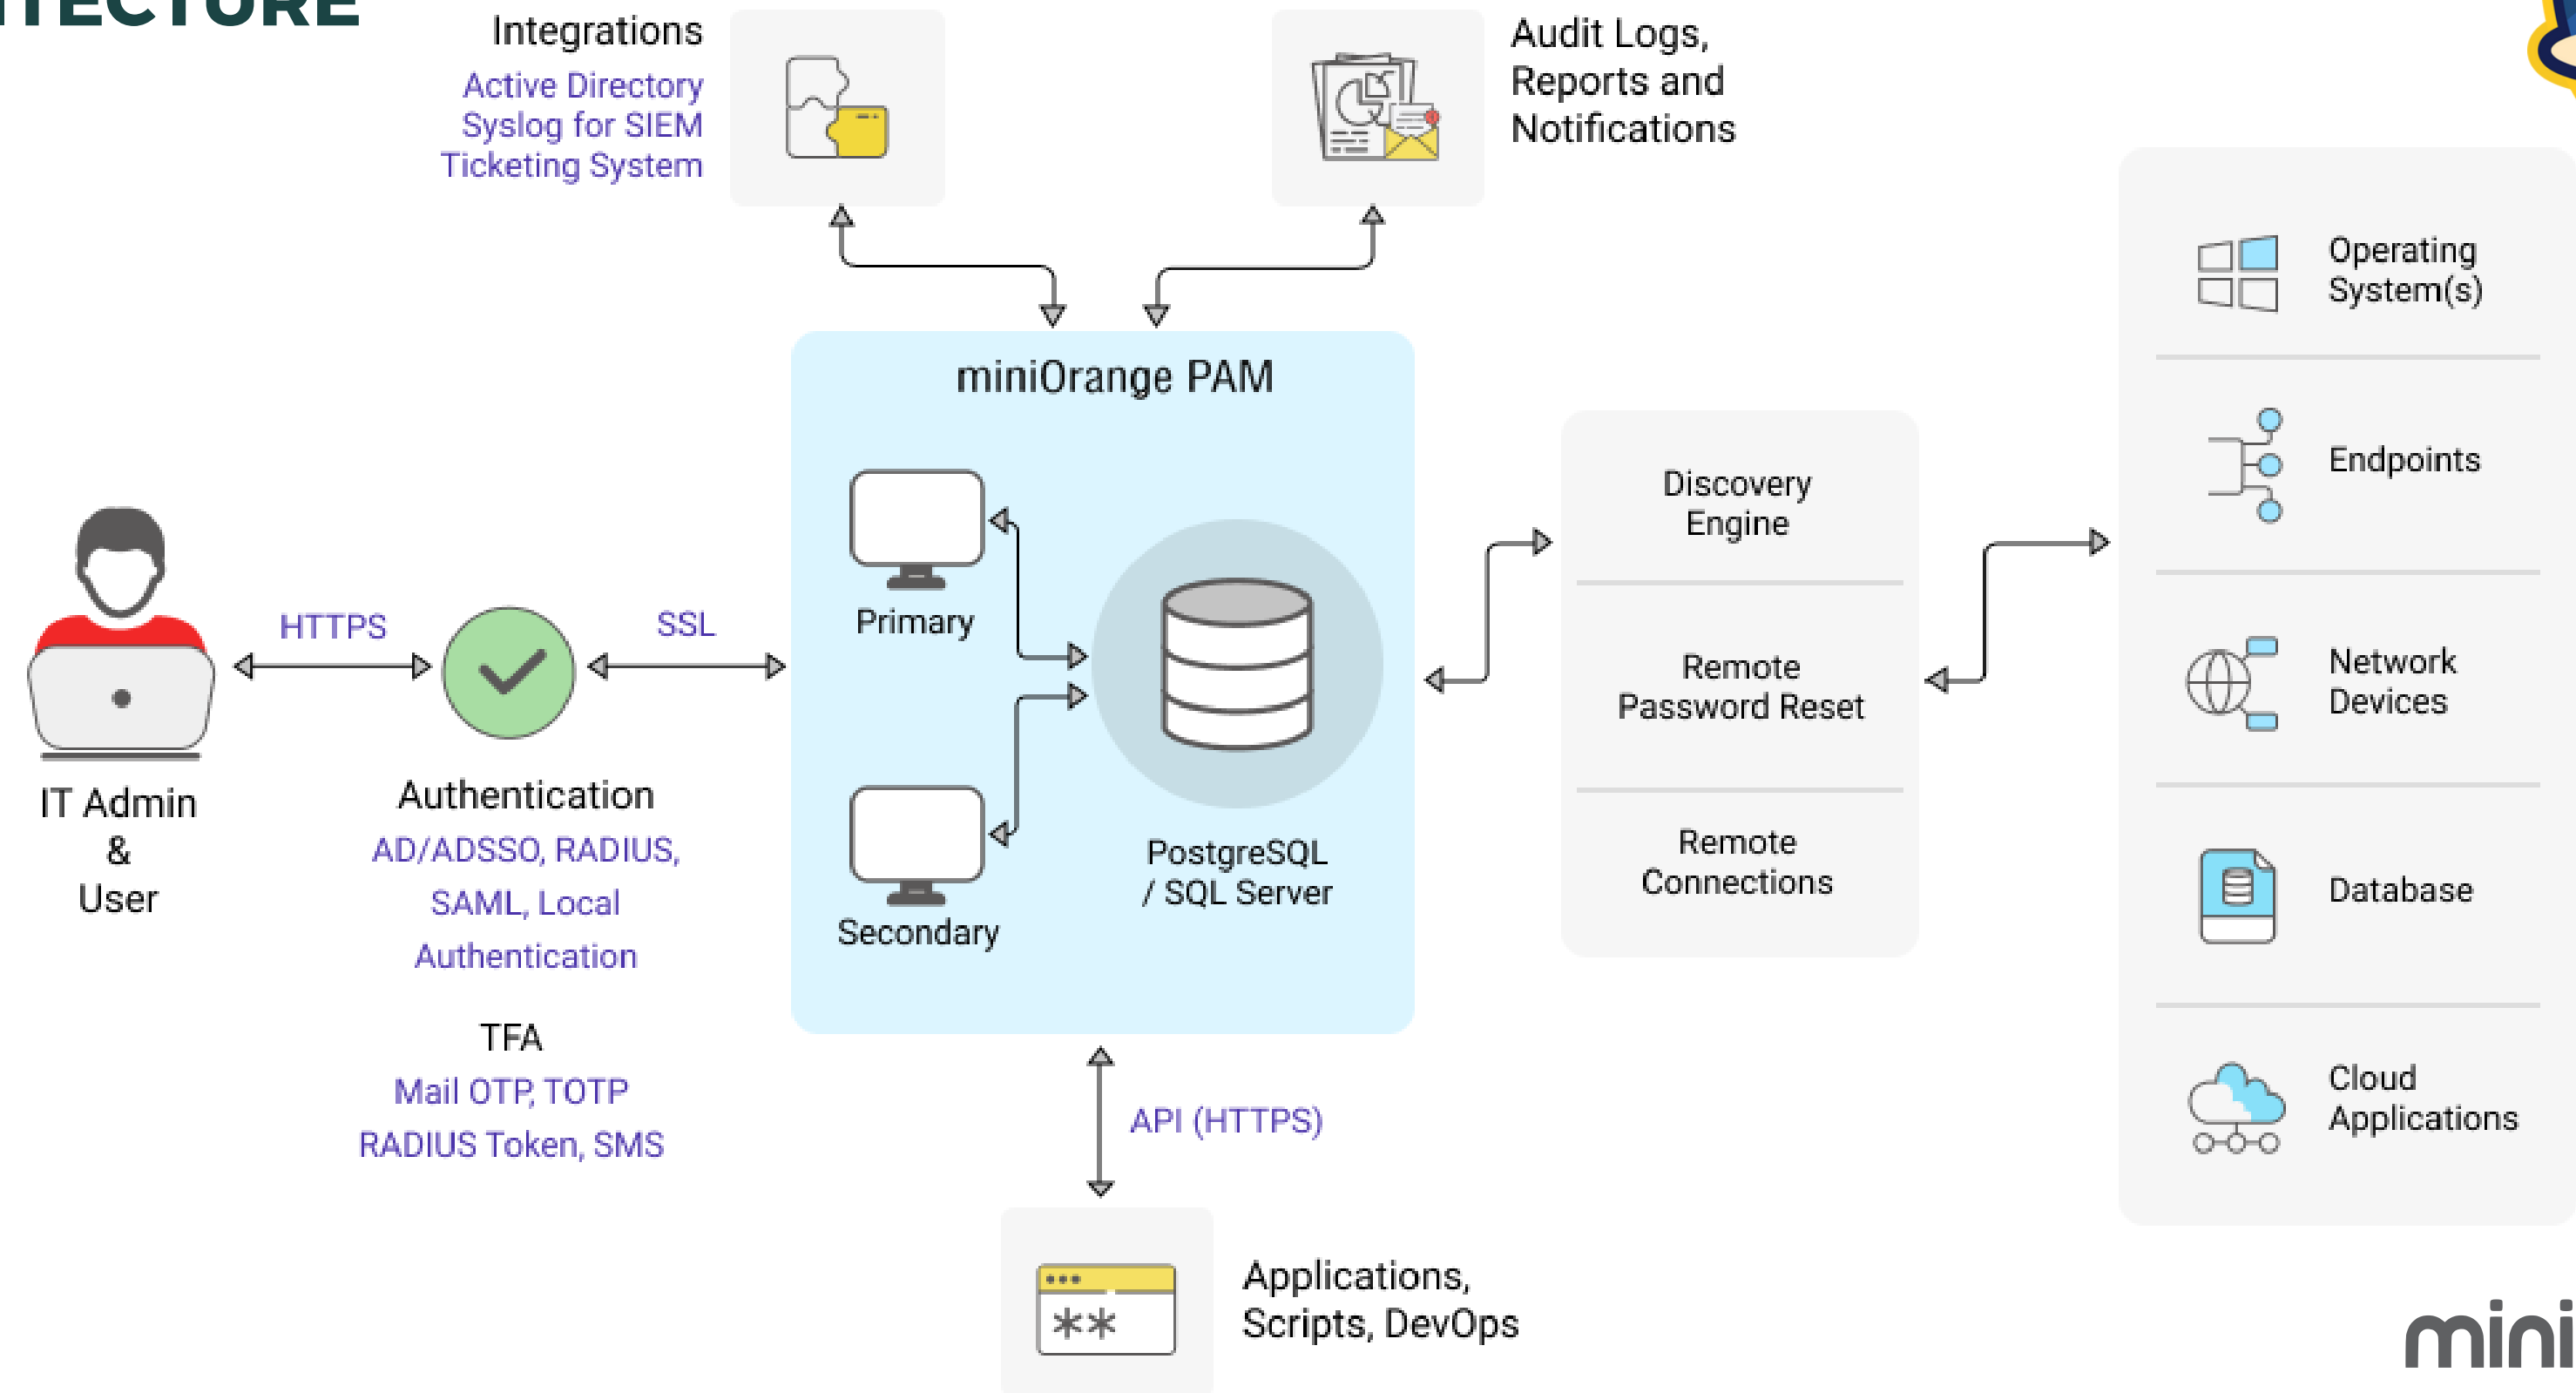 ITECTURE
Integrations
Active Directory
Syslog for SIEM
Ticketing System
Audit Logs,
Reports and
Notifications
miniOrange PAM
Primary
Secondary
PostgreSQL
/ SQL Server
HTTPS
SSL
IT Admin
&
User
Authentication
AD/ADSSO, RADIUS,
SAML, Local
Authentication
TFA
Mail OTP, TOTP
RADIUS Token, SMS
Discovery
Engine
Remote
Password Reset
Remote
Connections
Operating
System(s)
Endpoints
Network
Devices
Database
Cloud
Applications
API (HTTPS)
**
Applications,
Scripts, DevOps
mini